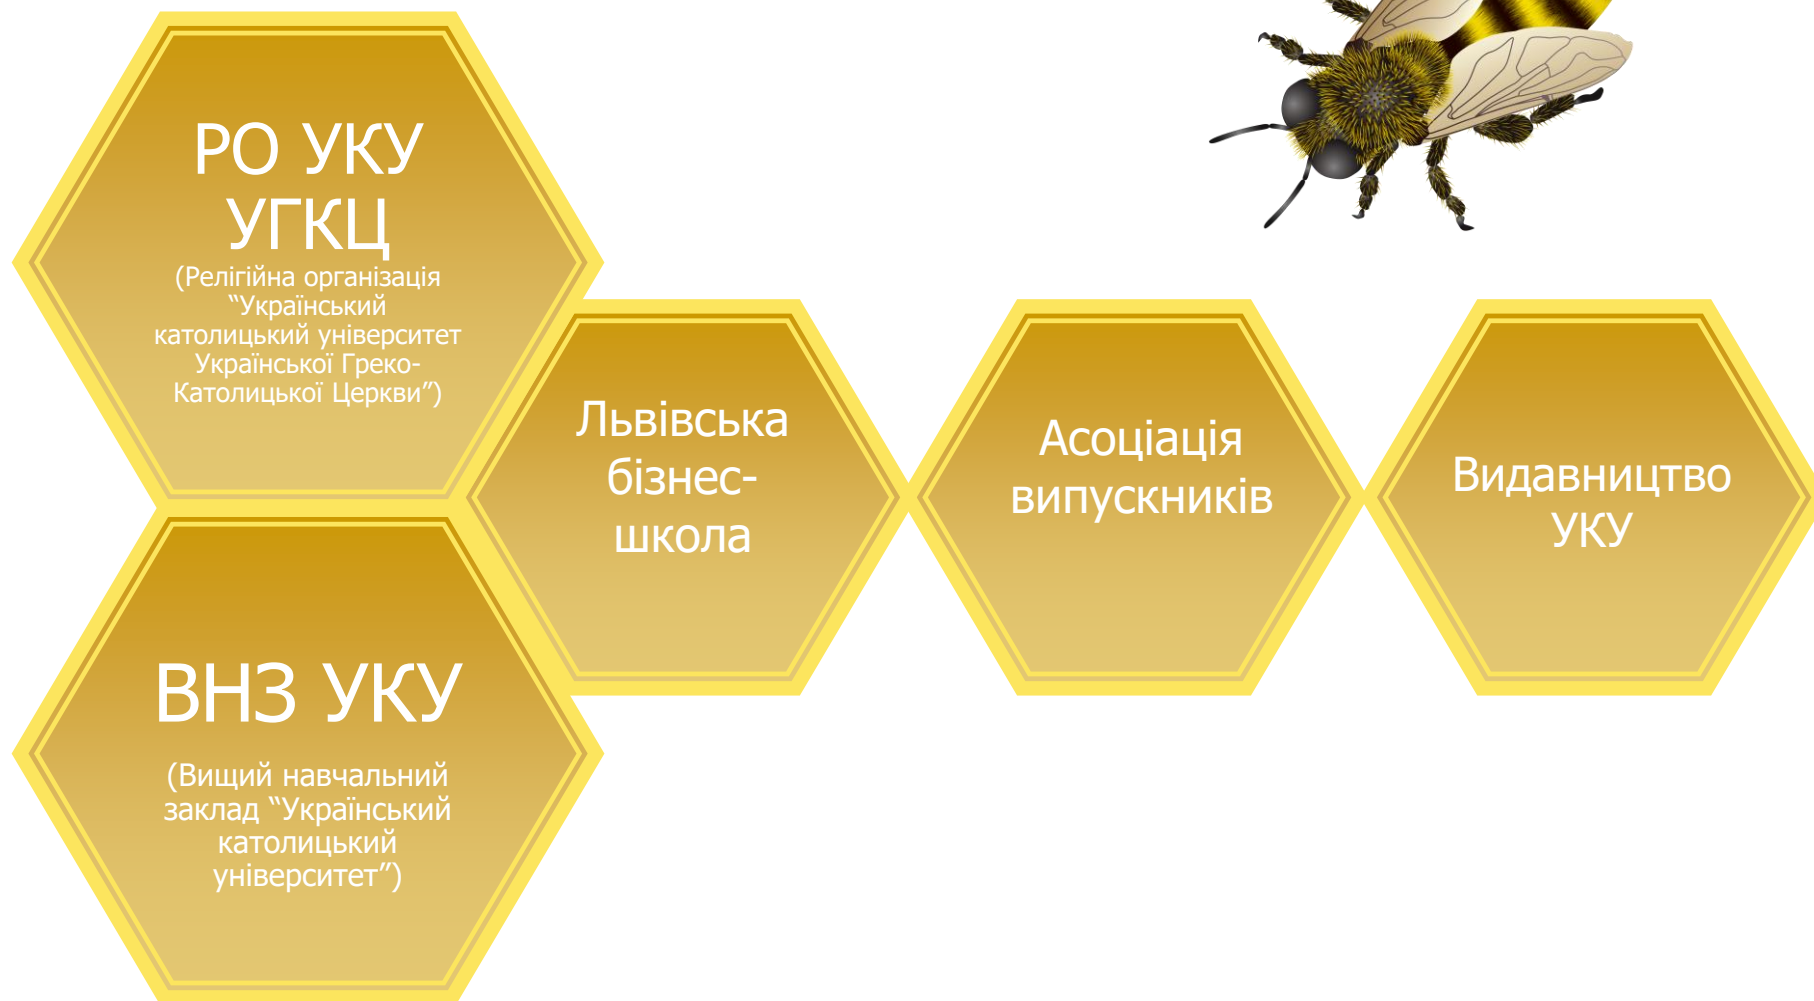 РО УКУ
УГКЦ
(Релігійна організація
“Український
католицький університет
Української Греко-
Католицької Церкви”)
Львівська
бізнес-
школа
Асоціація
випускників
Видавництво
УКУ
ВНЗ УКУ
(Вищий навчальний
заклад “Український
католицький
університет”)